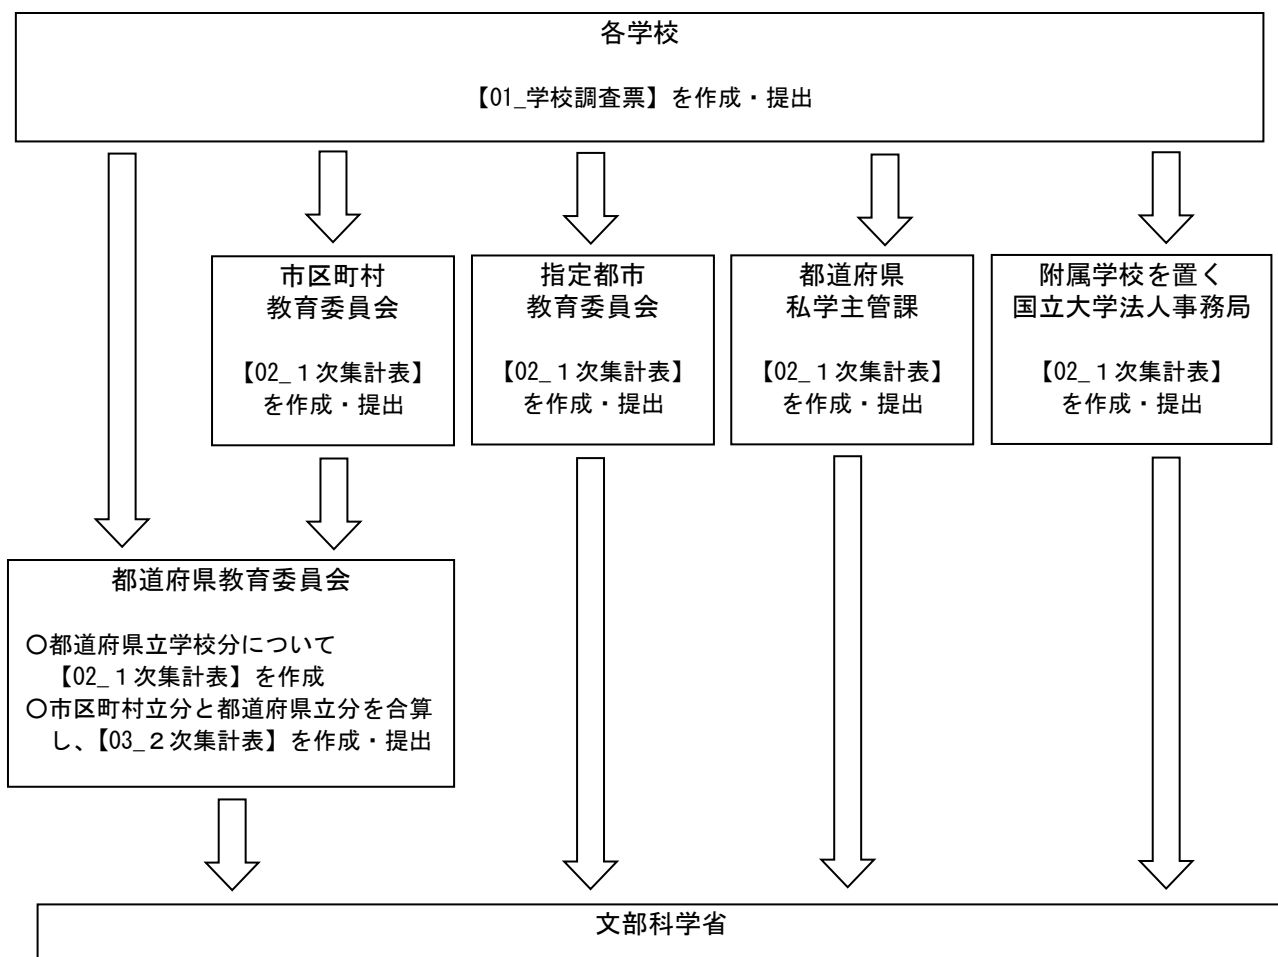 各学校
【01_学校調査票】を作成・提出
市区町村
教育委員会
【02_１次集計表】
を作成・提出
指定都市
教育委員会
【02_１次集計表】
を作成・提出
都道府県
私学主管課
【02_１次集計表】
を作成・提出
附属学校を置く
国立大学法人事務局
【02_１次集計表】
を作成・提出
都道府県教育委員会
〇都道府県立学校分について
【02_１次集計表】を作成
〇市区町村立分と都道府県立分を合算
し、【03_２次集計表】を作成・提出
文部科学省